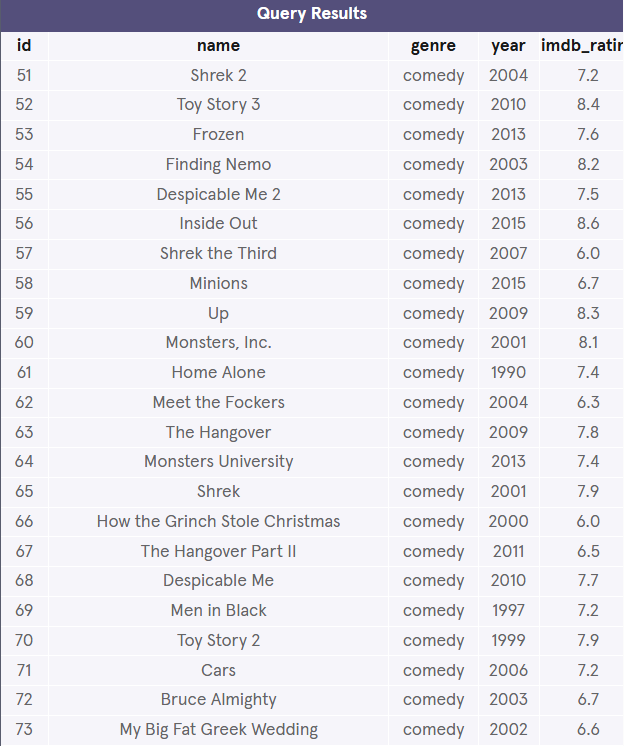 Query Results
id name genre year imdb_ratin
51 Shrek 2 comedy 2004 7.2
52 Toy Story 3 comedy 2010 8.4
53 Frozen comedy 2013 7.6
54 Finding Nemo comedy 2003 8.2
55 Despicable Me 2 comedy 2013 7.5
56 Inside Out comedy 2015 8.6
57 Shrek the Third comedy 2007 6.0
58 Minions comedy 2015 6.7
59 Up comedy 2009 8.3
60 Monsters, Inc. comedy 2001 8.1
61 Home Alone comedy 1990 7.4
62 Meet the Fockers comedy 2004 6.3
63 The Hangover comedy 2009 7.8
64 Monsters University comedy 2013 7.4
65 Shrek comedy 2001 7.9
66 How the Grinch Stole Christmas comedy 2000 6.0
67 The Hangover Part II comedy 2011 6.5
68 Despicable Me comedy 2010 7.7
69 Men in Black comedy 1997 7.2
70 Toy Story 2 comedy 1999 7.9
71 Cars comedy 2006 7.2
72 Bruce Almighty comedy 2003 6.7
73 My Big Fat Greek Wedding comedy 2002 6.6